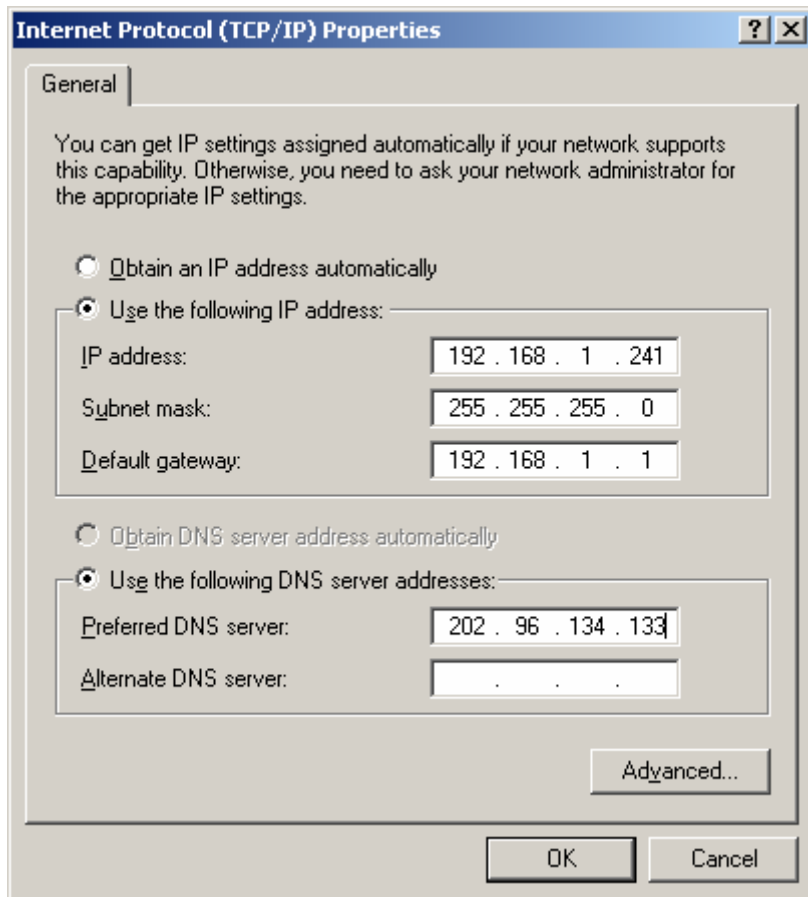 Internet Protocol (TCP/IP) Properties
General
You can get IP settings assigned automatically if your network supports
this capability. Otherwise, you need to ask your network administrator for
the appropriate IP settings.
Obtain an IP address automatically
Use the following IP address:
IP address: 192 . 168 . 1 . 241
Subnet mask: 255 . 255 . 255 . 0
Default gateway: 192 . 168 . 1 . 1
Obtain DNS server address automatically
Use the following DNS server addresses:
Preferred DNS server: 202 . 96 . 134 . 133
Alternate DNS server: . . .
Advanced...
OK Cancel